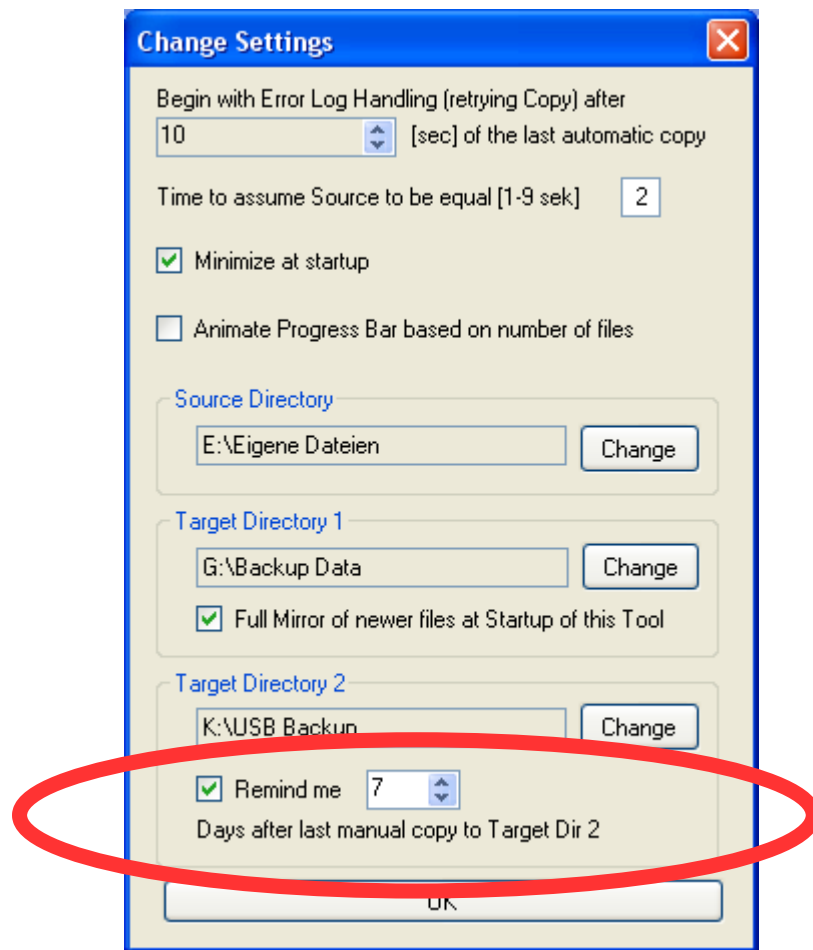 Change Settings
Begin with Error Log Handling (retrying Copy) after
10 [sec] of the last automatic copy
Time to assume Source to be equal [1-9 sek] 2
Minimize at startup
Animate Progress Bar based on number of files
Source Directory
E:\Eigene Dateien Change
Target Directory 1
G:\Backup Data Change
Full Mirror of newer files at Startup of this Tool
Target Directory 2
K:\USB Backup Change
Remind me 7
Days after last manual copy to Target Dir 2
OK